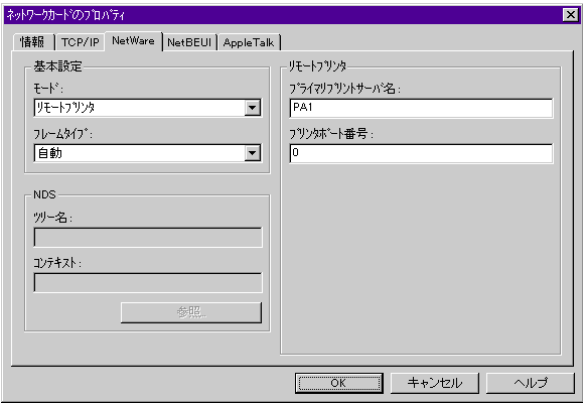 ﾈｯﾄﾜｰｸｶｰﾄﾞのﾌﾟﾛﾊﾟﾃｨ
情報 TCP/IP NetWare NetBEUI AppleTalk
基本設定
ﾓｰﾄﾞ:
ﾘﾓｰﾄﾌﾟﾘﾝﾀ
ﾌﾚｰﾑﾀｲﾌﾟ:
自動
NDS
ﾂﾘｰ名:
ｺﾝﾃｷｽﾄ:
参照...
ﾘﾓｰﾄﾌﾟﾘﾝﾀ
ﾌﾟﾗｲﾏﾘﾌﾟﾘﾝﾄｻｰﾊﾞ名:
PA1
ﾌﾟﾘﾝﾀﾎﾟｰﾄ番号:
0
OK キャンセル ヘルプ